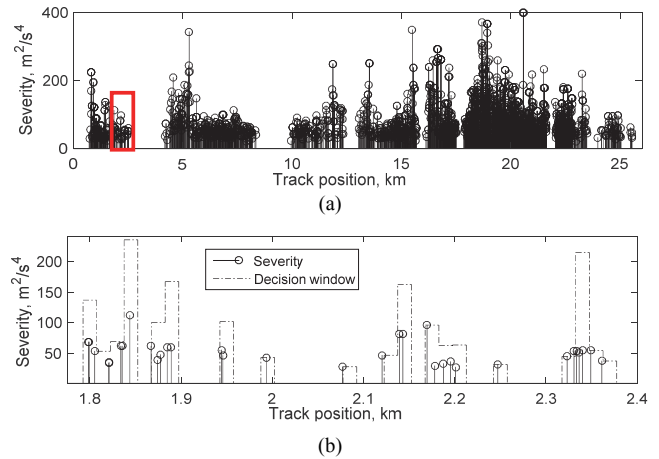 400
200
0
Severity, m²/s⁴
0 5 10 15 20 25
Track position, km
(a)
200
150
100
50
Severity, m²/s⁴
Severity
Decision window
1.8 1.9 2 2.1 2.2 2.3 2.4
Track position, km
(b)